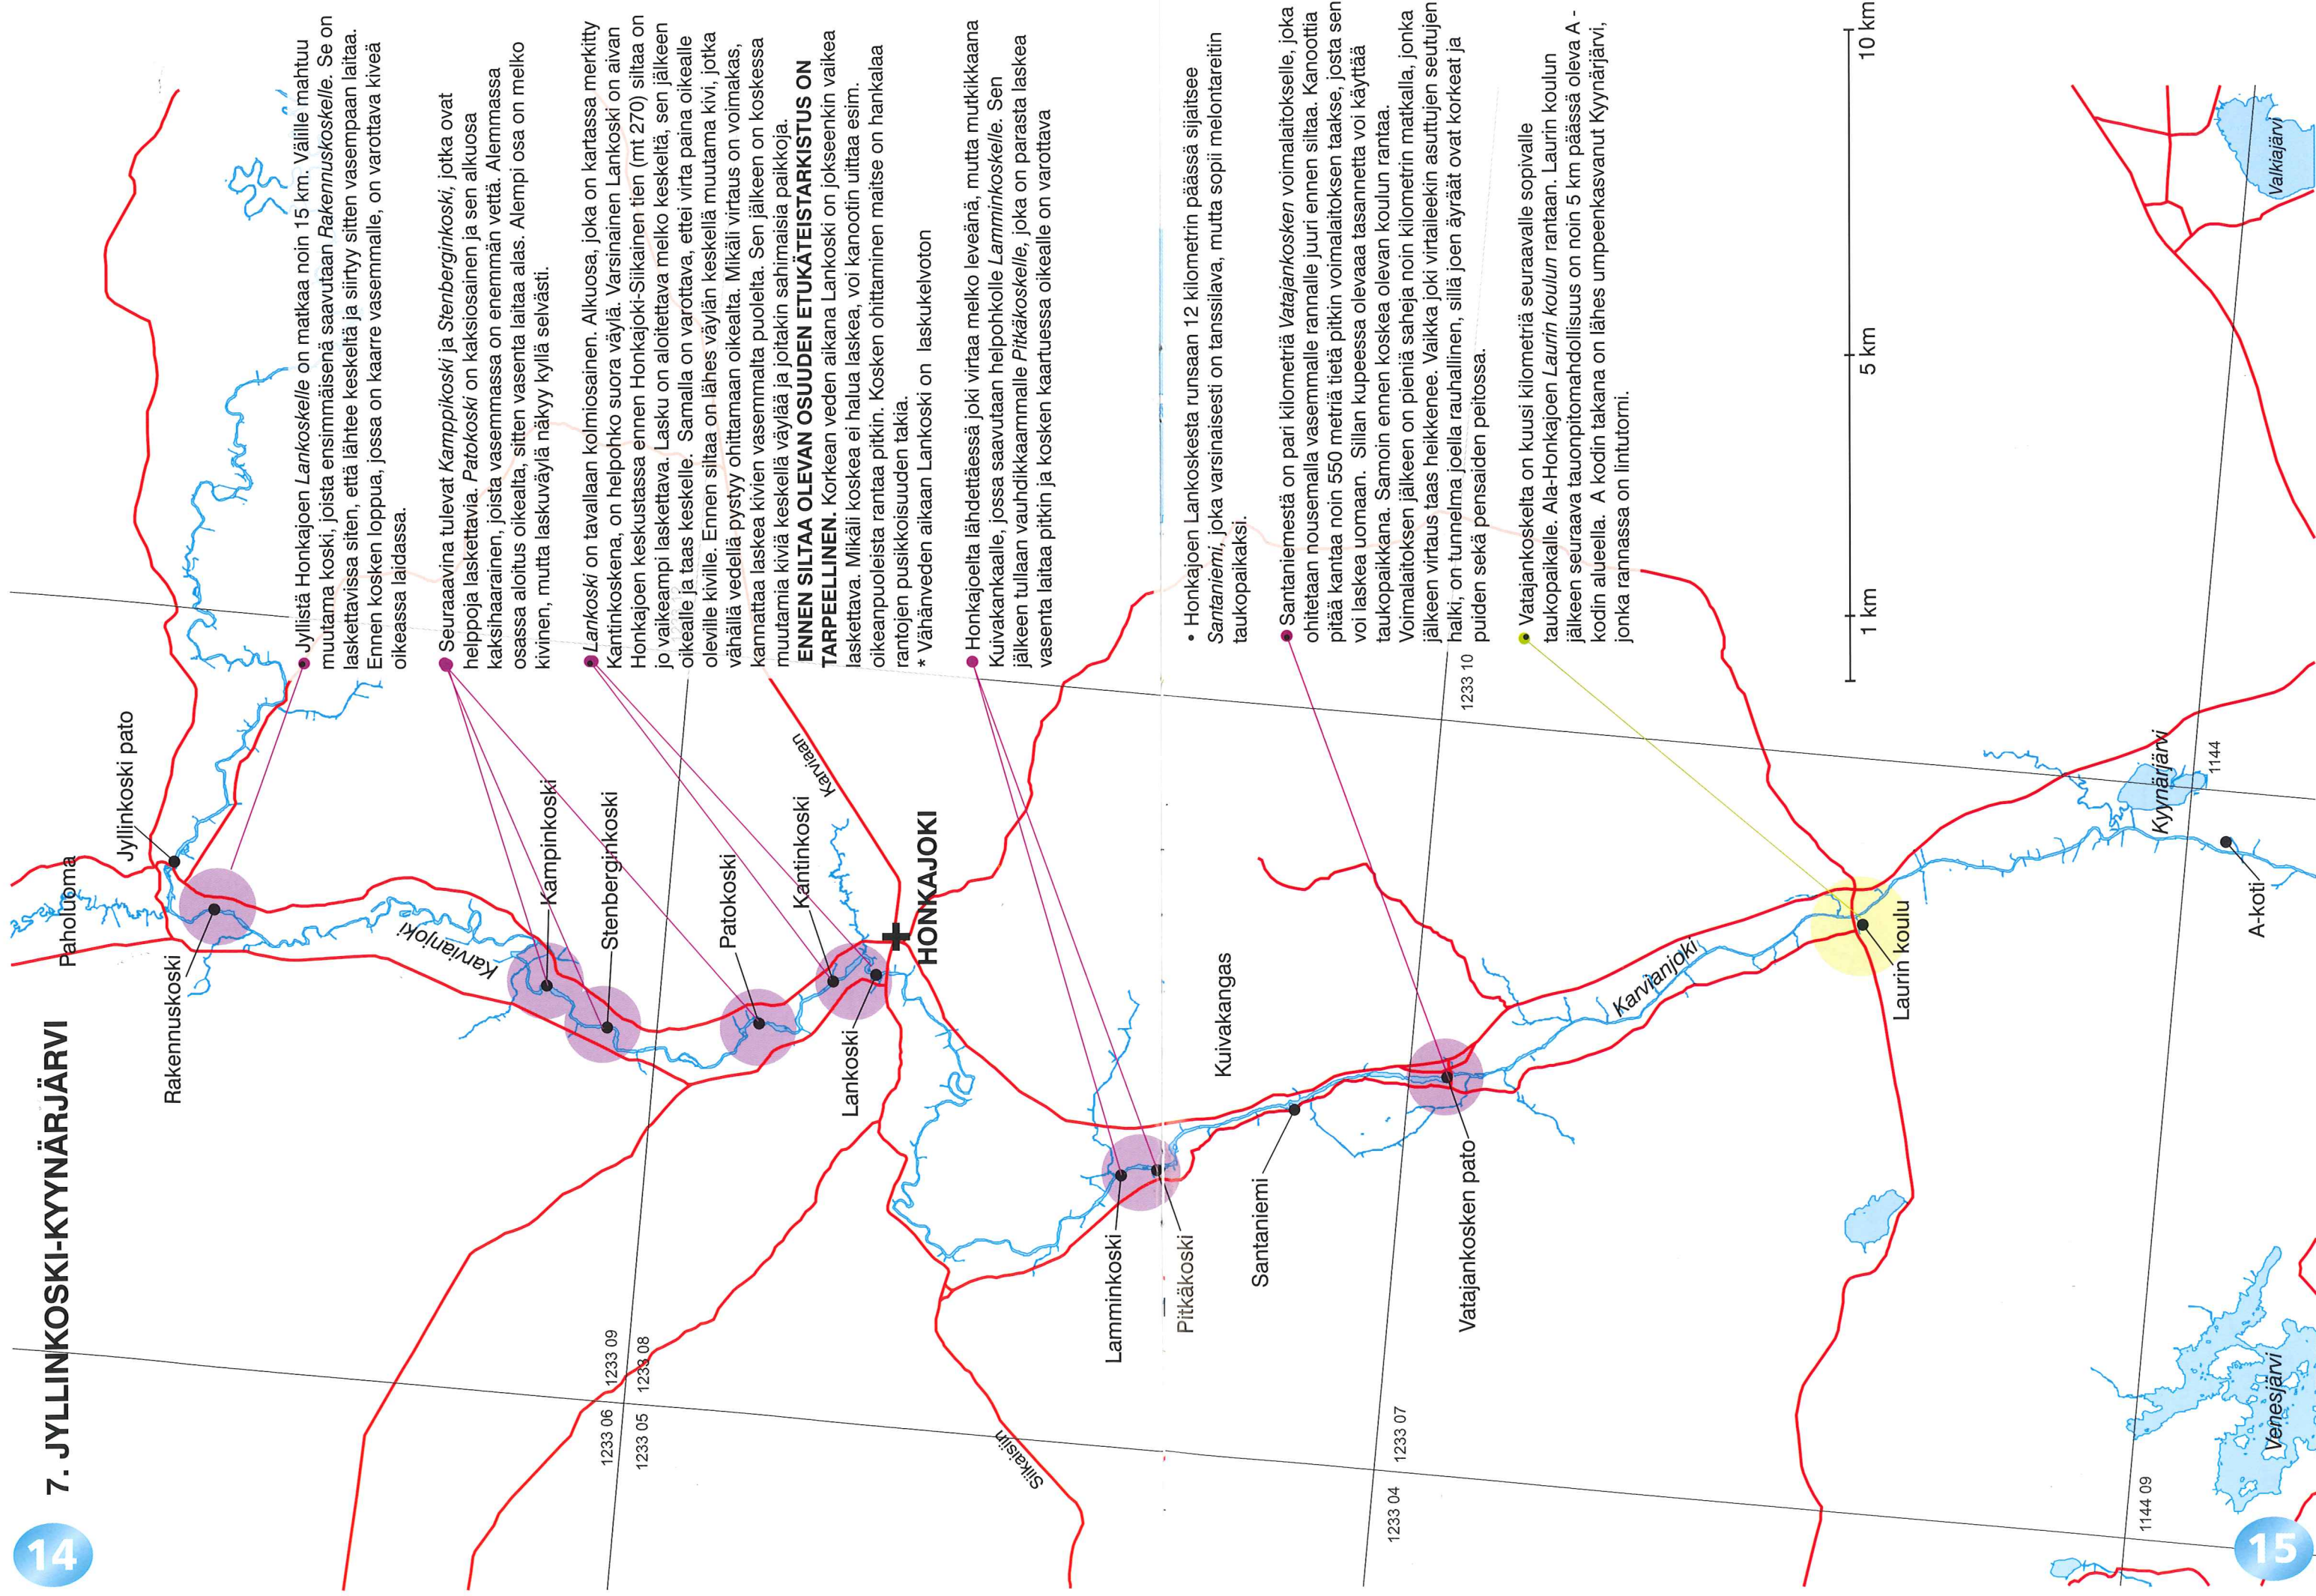 14
7. JYLLINKOSKI-KYYNÄRJÄRVI
Paholuoma
Jyllinkoski pato
Rakennuskoski
Karvianjoki
Kampinkoski
Stenberginkoski
Patokoski
Kantinkoski
Lankoski
Karviaan
HONKAJOKI
Siikaisiin
Lamminkoski
Pitkäkoski
Kuivakangas
Santaniemi
Vatajankosken pato
Karvianjoki
Laurin koulu
Kyynärjärvi
A-koti
Venesjärvi
Valkiajärvi
1233 06
1233 09
1233 05
1233 08
1233 04
1233 07
1233 10
1144 09
1144
1 km
5 km
10 km
Jyllistä Honkajoen Lankoskelle on matkaa noin 15 km. Välille mahtuu
muutama koski, joista ensimmäisenä saavutaan Rakennuskoskelle. Se on
laskettavissa siten, että lähtee keskeltä ja siirtyy sitten vasempaan laitaa.
Ennen kosken loppua, jossa on kaarre vasemmalle, on varottava kiveä
oikeassa laidassa.
Seuraavina tulevat Kamppikoski ja Stenberginkoski, jotka ovat
helppoja laskettavia. Patokoski on kaksiosainen ja sen alkuosa
kaksihaarainen, joista vasemmassa on enemmän vettä. Alemmassa
osassa aloitus oikealta, sitten vasenta laitaa alas. Alempi osa on melko
kivinen, mutta laskuväylä näkyy kyllä selvästi.
Lankoski on tavallaan kolmiosainen. Alkuosa, joka on kartassa merkitty
Kantinkoskena, on helpohko suora väylä. Varsinainen Lankoski on aivan
Honkajoen keskustassa ennen Honkajoki-Siikainen tien (mt 270) siltaa on
jo vaikeampi laskettava. Lasku on aloitettava melko keskeltä, sen jälkeen
oikealle ja taas keskelle. Samalla on varottava, ettei virta paina oikealle
oleville kiville. Ennen siltaa on lähes väylän keskellä muutama kivi, jotka
vähällä vedellä pystyy ohittamaan oikealta. Mikäli virtaus on voimakas,
kannattaa laskea kivien vasemmalta puolelta. Sen jälkeen on koskessa
muutamia kiviä keskellä väylää ja joitakin sahimaisia paikkoja.
ENNEN SILTAA OLEVAN OSUUDEN ETUKÄTEISTARKISTUS ON
TARPEELLINEN. Korkean veden aikana Lankoski on jokseenkin vaikea
laskettava. Mikäli koskea ei halua laskea, voi kanootin uittaa esim.
oikeanpuoleista rantaa pitkin. Kosken ohittaminen maitse on hankalaa
rantojen pusikkoisuuden takia.
* Vähänveden aikaan Lankoski on laskukelvoton
Honkajoelta lähdettäessä joki virtaa melko leveänä, mutta mutkikkaana
Kuivakankaalle, jossa saavutaan helpohkolle Lamminkoskelle. Sen
jälkeen tullaan vauhdikkaammalle Pitkäkoskelle, joka on parasta laskea
vasenta laitaa pitkin ja kosken kaartuessa oikealle on varottava
• Honkajoen Lankoskesta runsaan 12 kilometrin päässä sijaitsee
Santaniemi, joka varsinaisesti on tanssilava, mutta sopii melontareitin
taukopaikaksi.
Santaniemestä on pari kilometriä Vatajankosken voimalaitokselle, joka
ohitetaan nousemalla vasemmalle rannalle juuri ennen siltaa. Kanoottia
pitää kantaa noin 550 metriä tietä pitkin voimalaitoksen taakse, josta sen
voi laskea uomaan. Sillan kupeessa olevaaa tasannetta voi käyttää
taukopaikkana. Samoin ennen koskea olevan koulun rantaa.
Voimalaitoksen jälkeen on pieniä saheja noin kilometrin matkalla, jonka
jälkeen virtaus taas heikkenee. Vaikka joki virtaileekin asuttujen seutujen
halki, on tunnelma joella rauhallinen, sillä joen äyräät ovat korkeat ja
puiden sekä pensaiden peitossa.
Vatajankoskelta on kuusi kilometriä seuraavalle sopivalle
taukopaikalle. Ala-Honkajoen Laurin koulun rantaan. Laurin koulun
jälkeen seuraava tauonpitomahdollisuus on noin 5 km päässä oleva A -
kodin alueella. A kodin takana on lähes umpeenkasvanut Kyynärjärvi,
jonka rannassa on lintutorni.
15